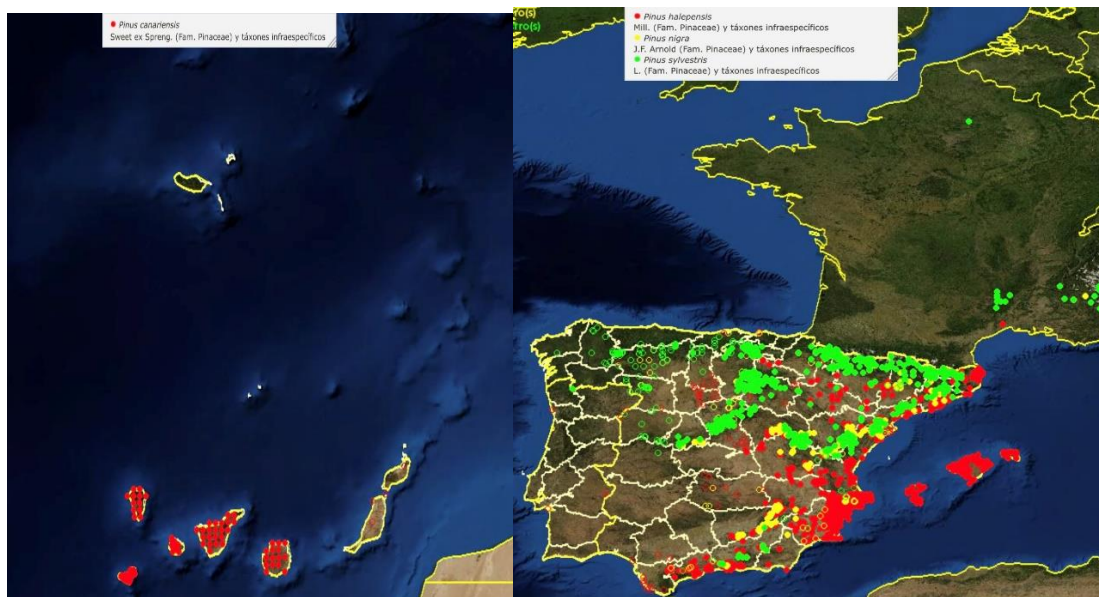 Pinus canariensis
Sweet ex Spreng. (Fam. Pinaceae) y táxones infraespecíficos
Pinus halepensis
Mill. (Fam. Pinaceae) y táxones infraespecíficos
Pinus nigra
J.F. Arnold (Fam. Pinaceae) y táxones infraespecíficos
Pinus sylvestris
L. (Fam. Pinaceae) y táxones infraespecíficos